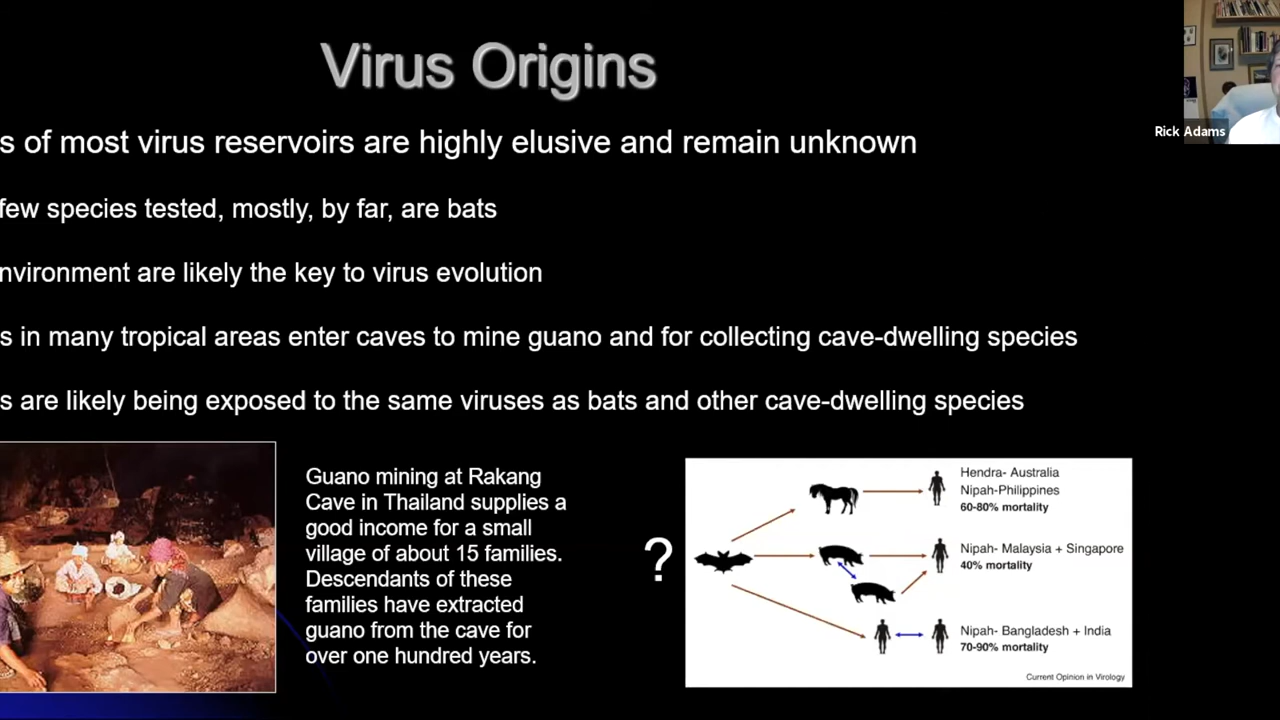 Virus Origins
Rick Adams
s of most virus reservoirs are highly elusive and remain unknown
few species tested, mostly, by far, are bats
nvironment are likely the key to virus evolution
s in many tropical areas enter caves to mine guano and for collecting cave-dwelling species
s are likely being exposed to the same viruses as bats and other cave-dwelling species
Guano mining at Rakang
Cave in Thailand supplies a
good income for a small
village of about 15 families.
Descendants of these
families have extracted
guano from the cave for
over one hundred years.
?
Hendra- Australia
Nipah-Philippines
60-80% mortality
Nipah- Malaysia + Singapore
40% mortality
Nipah- Bangladesh + India
70-90% mortality
Current Opinion in Virology